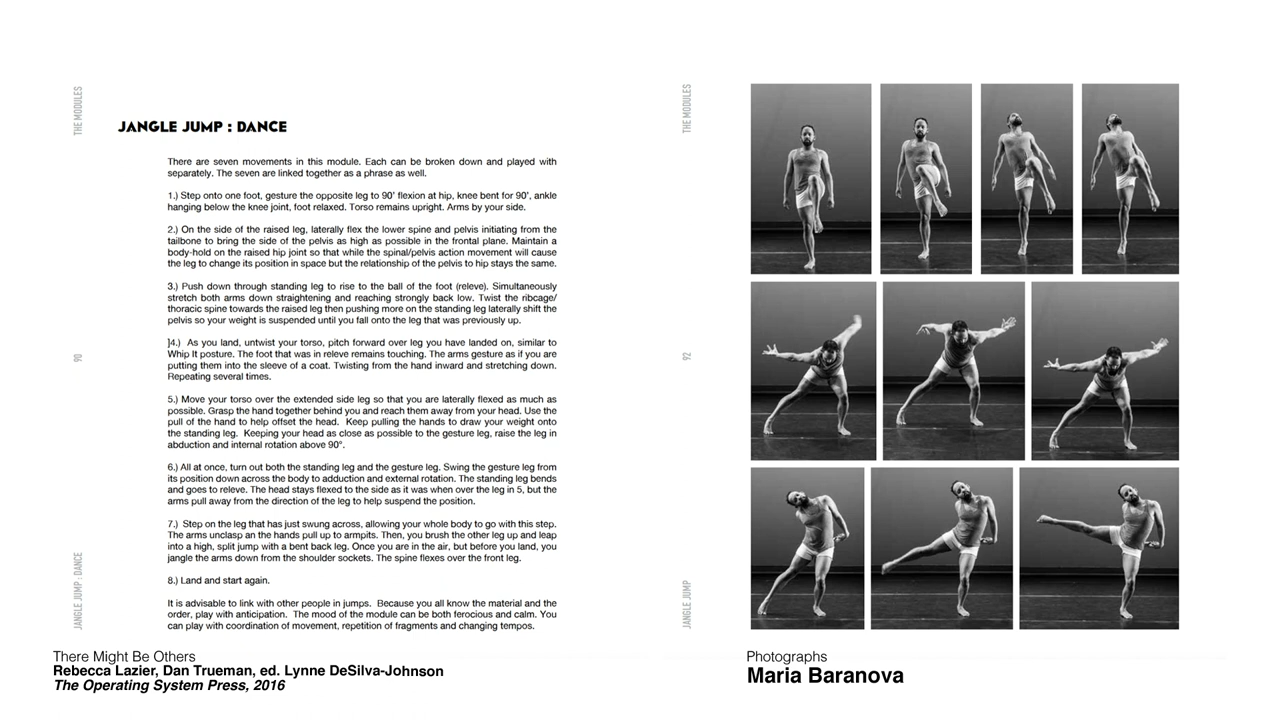 THE MODULES
JANGLE JUMP : DANCE
There are seven movements in this module. Each can be broken down and played with
separately. The seven are linked together as a phrase as well.
1.) Step onto one foot, gesture the opposite leg to 90' flexion at hip, knee bent for 90', ankle
hanging below the knee joint, foot relaxed. Torso remains upright. Arms by your side.
2.) On the side of the raised leg, laterally flex the lower spine and pelvis initiating from the
tailbone to bring the side of the pelvis as high as possible in the frontal plane. Maintain a
body-hold on the raised hip joint so that while the spinal/pelvis action movement will cause
the leg to change its position in space but the relationship of the pelvis to hip stays the same.
3.) Push down through standing leg to rise to the ball of the foot (releve). Simultaneously
stretch both arms down straightening and reaching strongly back low. Twist the ribcage/
thoracic spine towards the raised leg then pushing more on the standing leg laterally shift the
pelvis so your weight is suspended until you fall onto the leg that was previously up.
]4.) As you land, untwist your torso, pitch forward over leg you have landed on, similar to
Whip It posture. The foot that was in releve remains touching. The arms gesture as if you are
putting them into the sleeve of a coat. Twisting from the hand inward and stretching down.
Repeating several times.
5.) Move your torso over the extended side leg so that you are laterally flexed as much as
possible. Grasp the hand together behind you and reach them away from your head. Use the
pull of the hand to help offset the head. Keep pulling the hands to draw your weight onto
the standing leg. Keeping your head as close as possible to the gesture leg, raise the leg in
abduction and internal rotation above 90°.
6.) All at once, turn out both the standing leg and the gesture leg. Swing the gesture leg from
its position down across the body to adduction and external rotation. The standing leg bends
and goes to releve. The head stays flexed to the side as it was when over the leg in 5, but the
arms pull away from the direction of the leg to help suspend the position.
7.) Step on the leg that has just swung across, allowing your whole body to go with this step.
The arms unclasp an the hands pull up to armpits. Then, you brush the other leg up and leap
into a high, split jump with a bent back leg. Once you are in the air, but before you land, you
jangle the arms down from the shoulder sockets. The spine flexes over the front leg.
8.) Land and start again.
It is advisable to link with other people in jumps. Because you all know the material and the
order, play with anticipation. The mood of the module can be both ferocious and calm. You
can play with coordination of movement, repetition of fragments and changing tempos.
90
JANGLE JUMP : DANCE
There Might Be Others
Rebecca Lazier, Dan Trueman, ed. Lynne DeSilva-Johnson
The Operating System Press, 2016
THE MODULES
92
JANGLE JUMP
Photographs
Maria Baranova